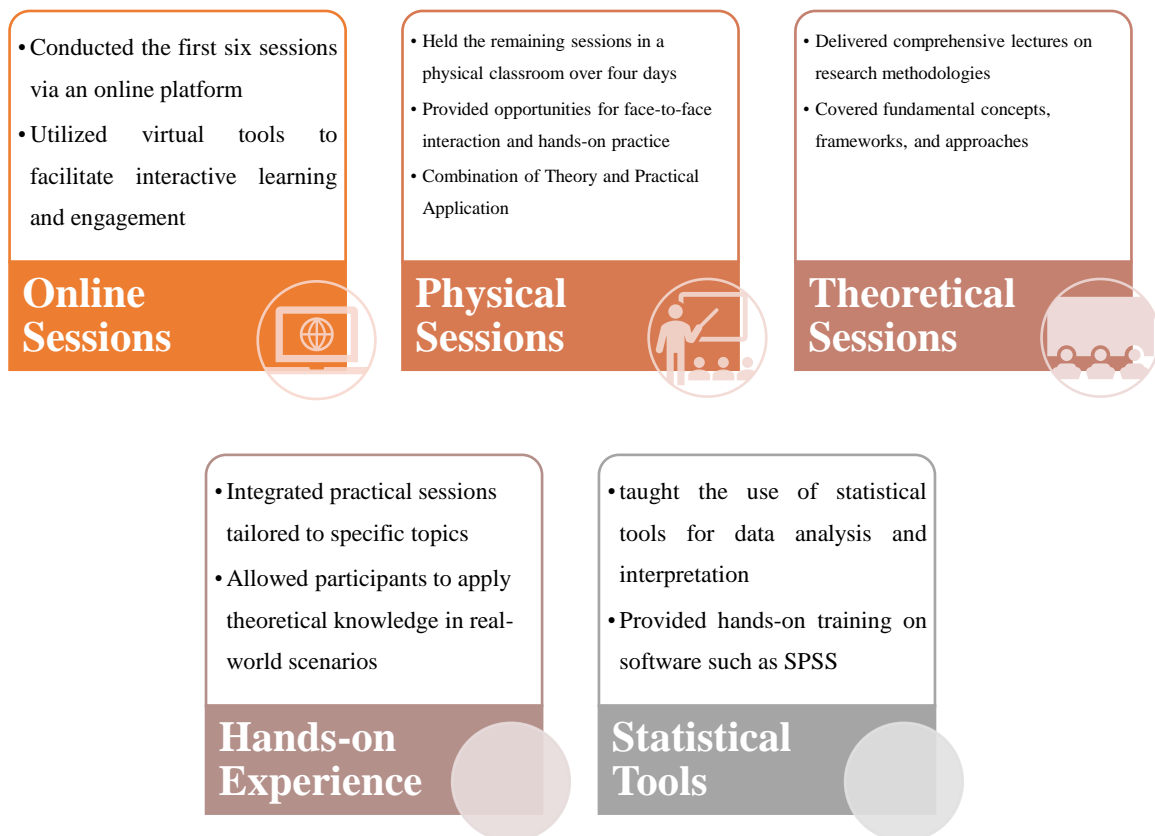 • Conducted the first six sessions
via an online platform
• Utilized virtual tools to
facilitate interactive learning
and engagement
Online
Sessions
• Held the remaining sessions in a
physical classroom over four days
• Provided opportunities for face-to-face
interaction and hands-on practice
• Combination of Theory and Practical
Application
Physical
Sessions
• Delivered comprehensive lectures on
research methodologies
• Covered fundamental concepts,
frameworks, and approaches
Theoretical
Sessions
• Integrated practical sessions
tailored to specific topics
• Allowed participants to apply
theoretical knowledge in real-
world scenarios
Hands-on
Experience
• taught the use of statistical
tools for data analysis and
interpretation
• Provided hands-on training on
software such as SPSS
Statistical
Tools